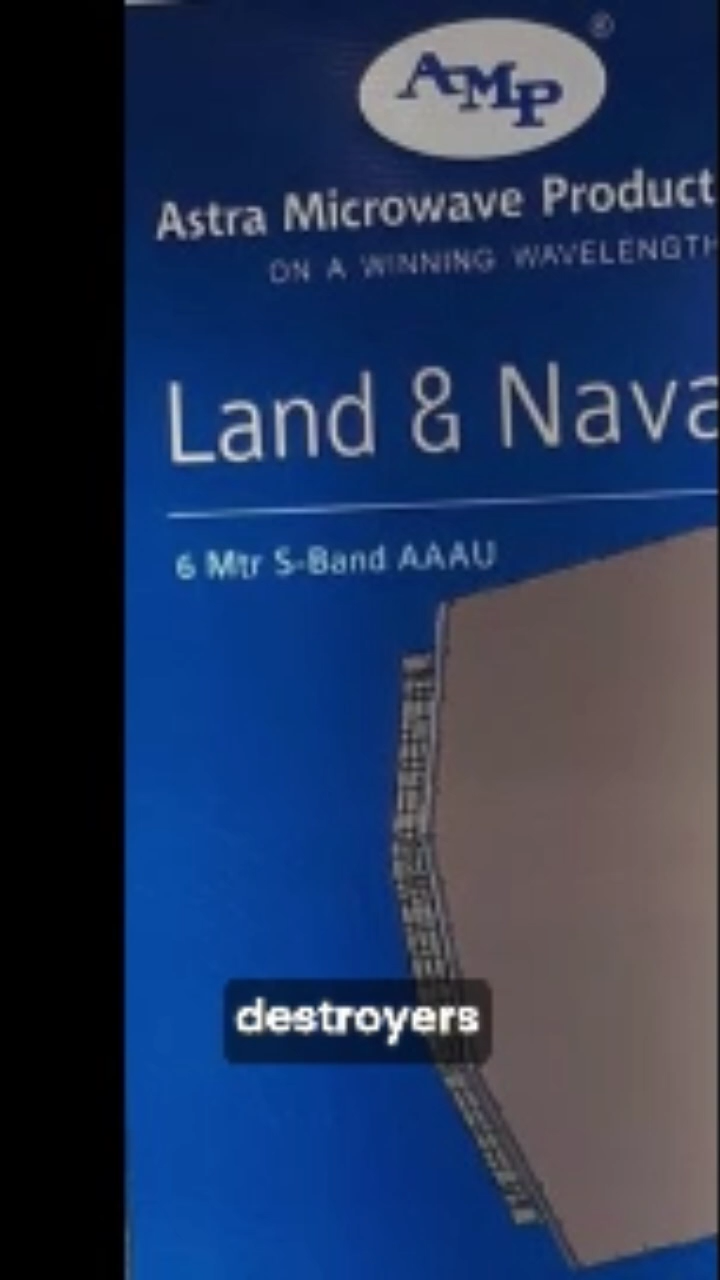 AMP
®
Astra Microwave Product
ON A WINNING WAVELENGTH
Land & Nava
6 Mtr S-Band AAAU
destroyers